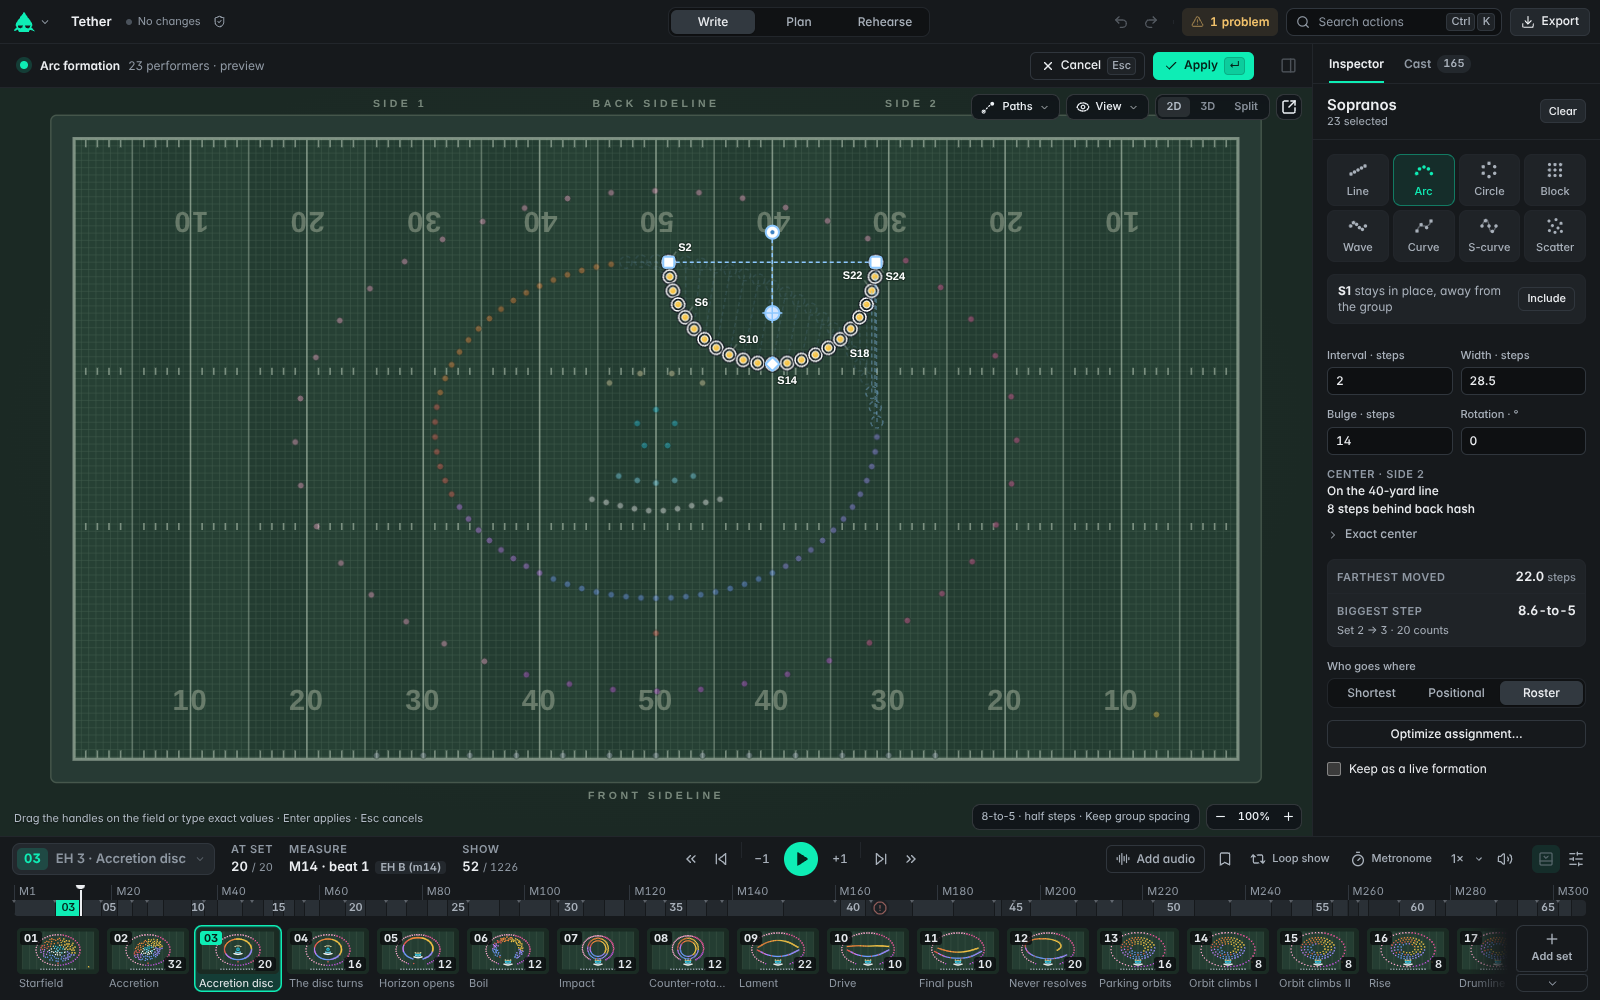 Tether
No changes
Write
Plan
Rehearse
1 problem
Search actions
Ctrl
K
Export
Arc formation
23 performers · preview
Cancel
Esc
Apply
Inspector
Cast
165
Sopranos
23 selected
Clear
SIDE 1
BACK SIDELINE
SIDE 2
Paths
View
2D
3D
Split
Line
Arc
Circle
Block
Wave
Curve
S-curve
Scatter
S1 stays in place, away from
the group
Include
Interval · steps
Width · steps
2
28.5
Bulge · steps
Rotation · °
14
0
CENTER · SIDE 2
On the 40-yard line
8 steps behind back hash
Exact center
FARTHEST MOVED
22.0 steps
BIGGEST STEP
8.6-to-5
Set 2 → 3 · 20 counts
Who goes where
Shortest
Positional
Roster
Optimize assignment...
Keep as a live formation
10 20 30 40 50 40 30 20 10
S2
S22
S24
S6
S10
S18
S14
10 20 30 40 50 40 30 20 10
FRONT SIDELINE
Drag the handles on the field or type exact values · Enter applies · Esc cancels
8-to-5 · half steps · Keep group spacing
100%
03 EH 3 · Accretion disc
AT SET
20 / 20
MEASURE
M14 · beat 1
EH B (m14)
SHOW
52 / 1226
−1
+1
Add audio
Loop show
Metronome
1×
M1 M20 M40 M60 M80 M100 M120 M140 M160 M180 M200 M220 M240 M260 M280 M300
03 05 10 15 20 25 30 35 40 45 50 55 60 65
01
Starfield
02
32
Accretion
03
20
Accretion disc
04
16
The disc turns
05
12
Horizon opens
06
12
Boil
07
12
Impact
08
12
Counter-rota...
09
22
Lament
10
10
Drive
11
10
Final push
12
20
Never resolves
13
16
Parking orbits
14
8
Orbit climbs I
15
8
Orbit climbs II
16
8
Rise
17
Drumline
Add set